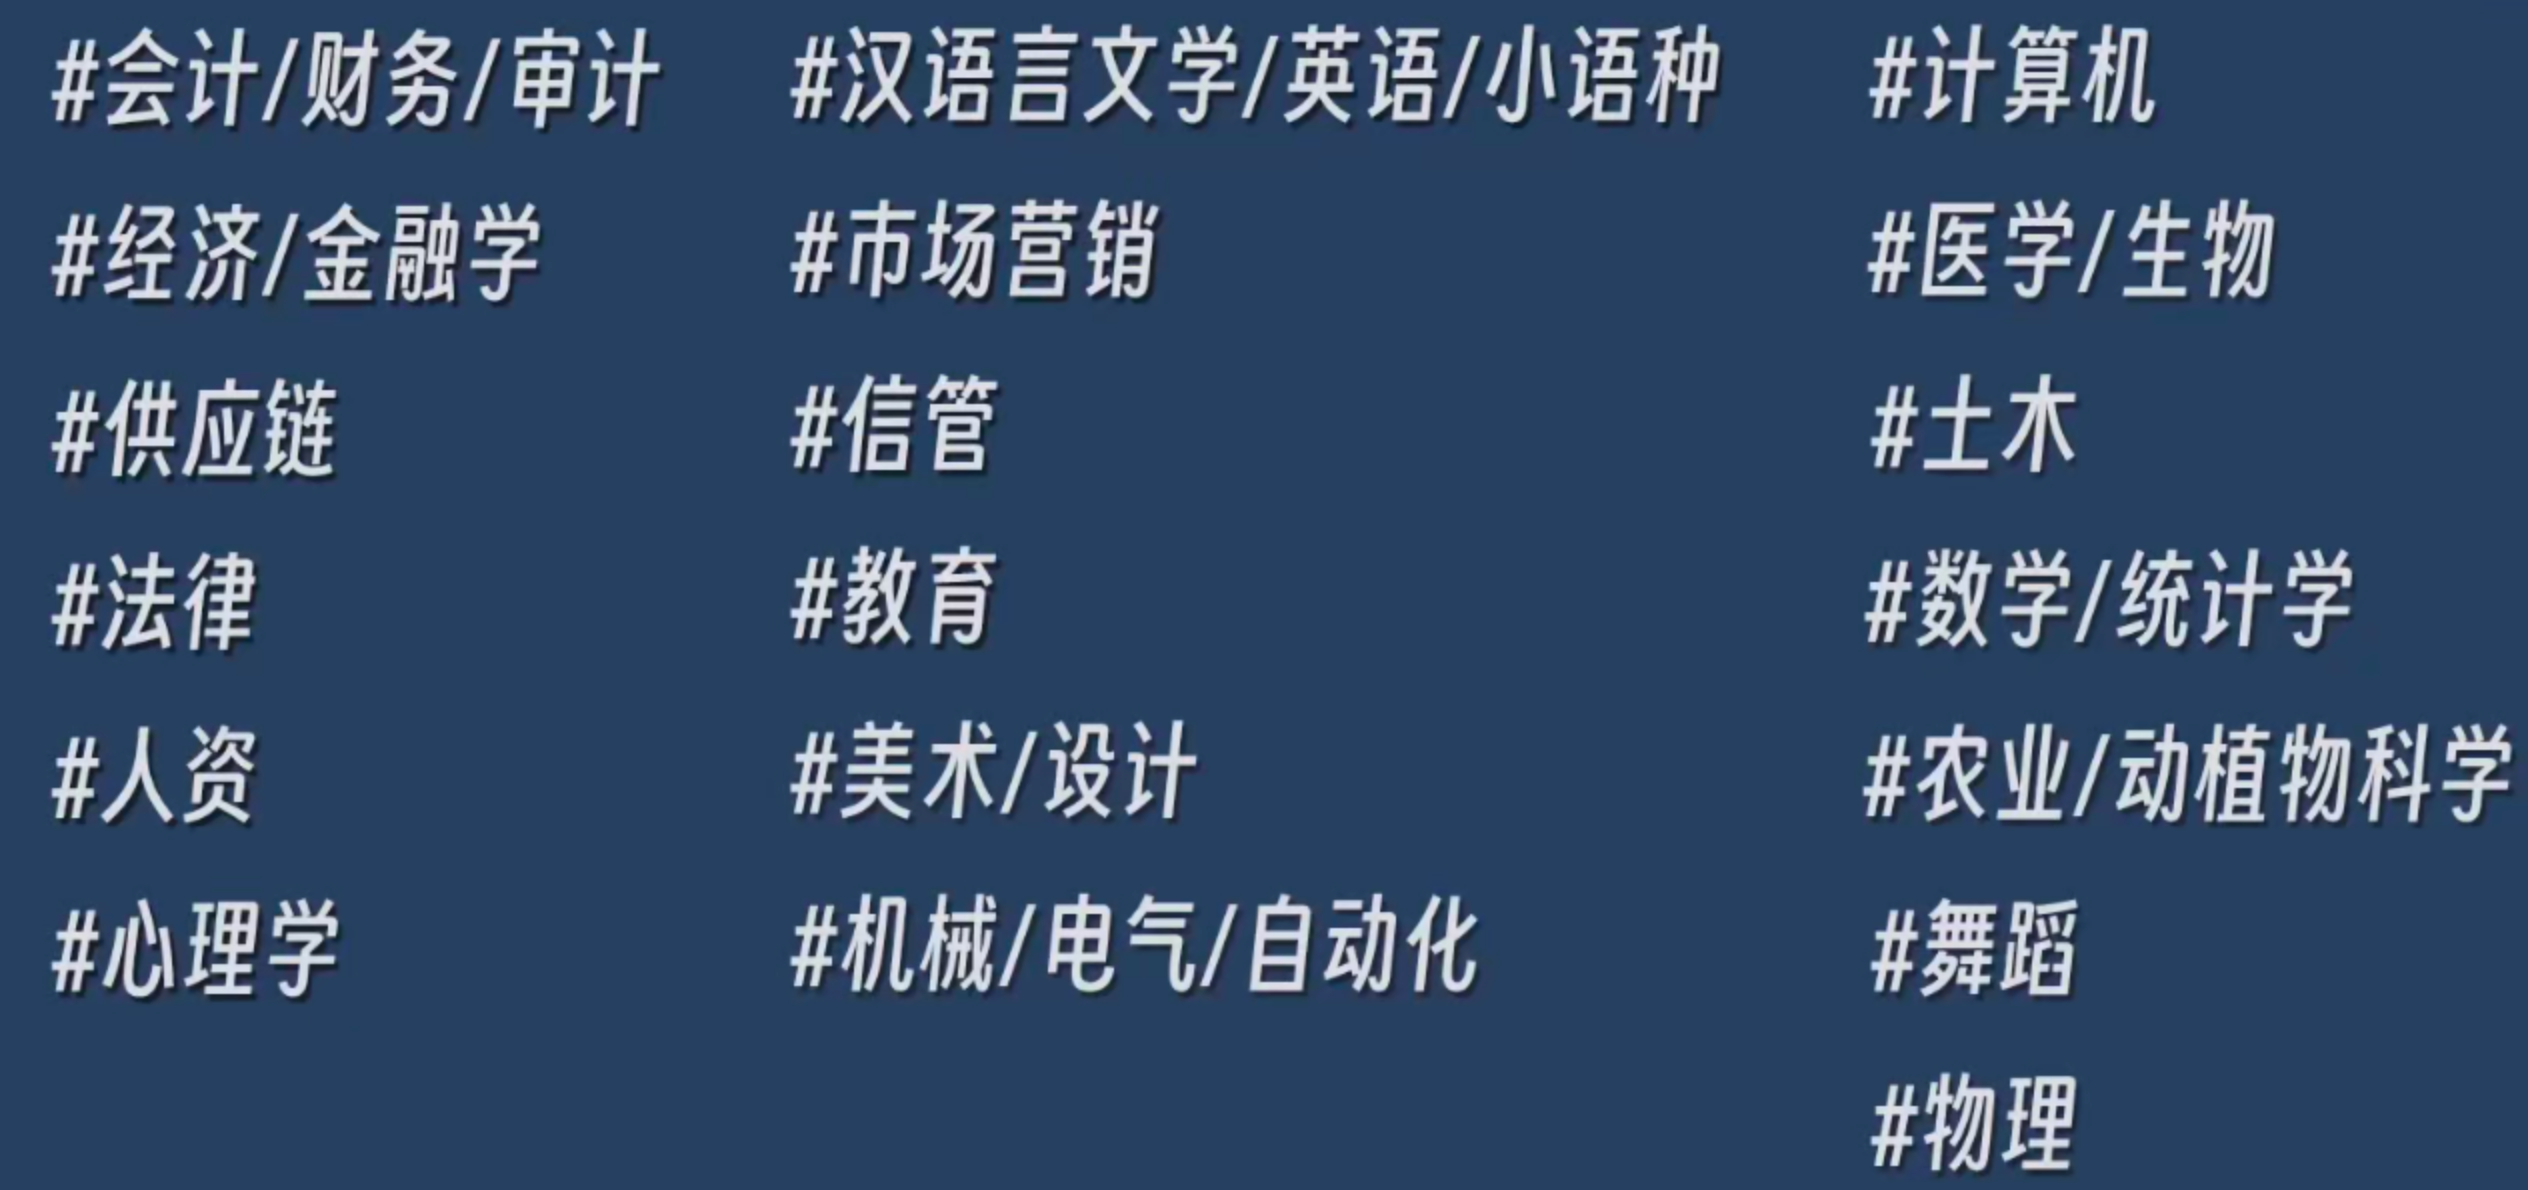 #会计/财务/审计
#经济/金融学
#供应链
#法律
#人资
#心理学
#汉语言文学/英语/小语种
#市场营销
#信管
#教育
#美术/设计
#机械/电气/自动化
#计算机
#医学/生物
#土木
#数学/统计学
#农业/动植物科学
#舞蹈
#物理